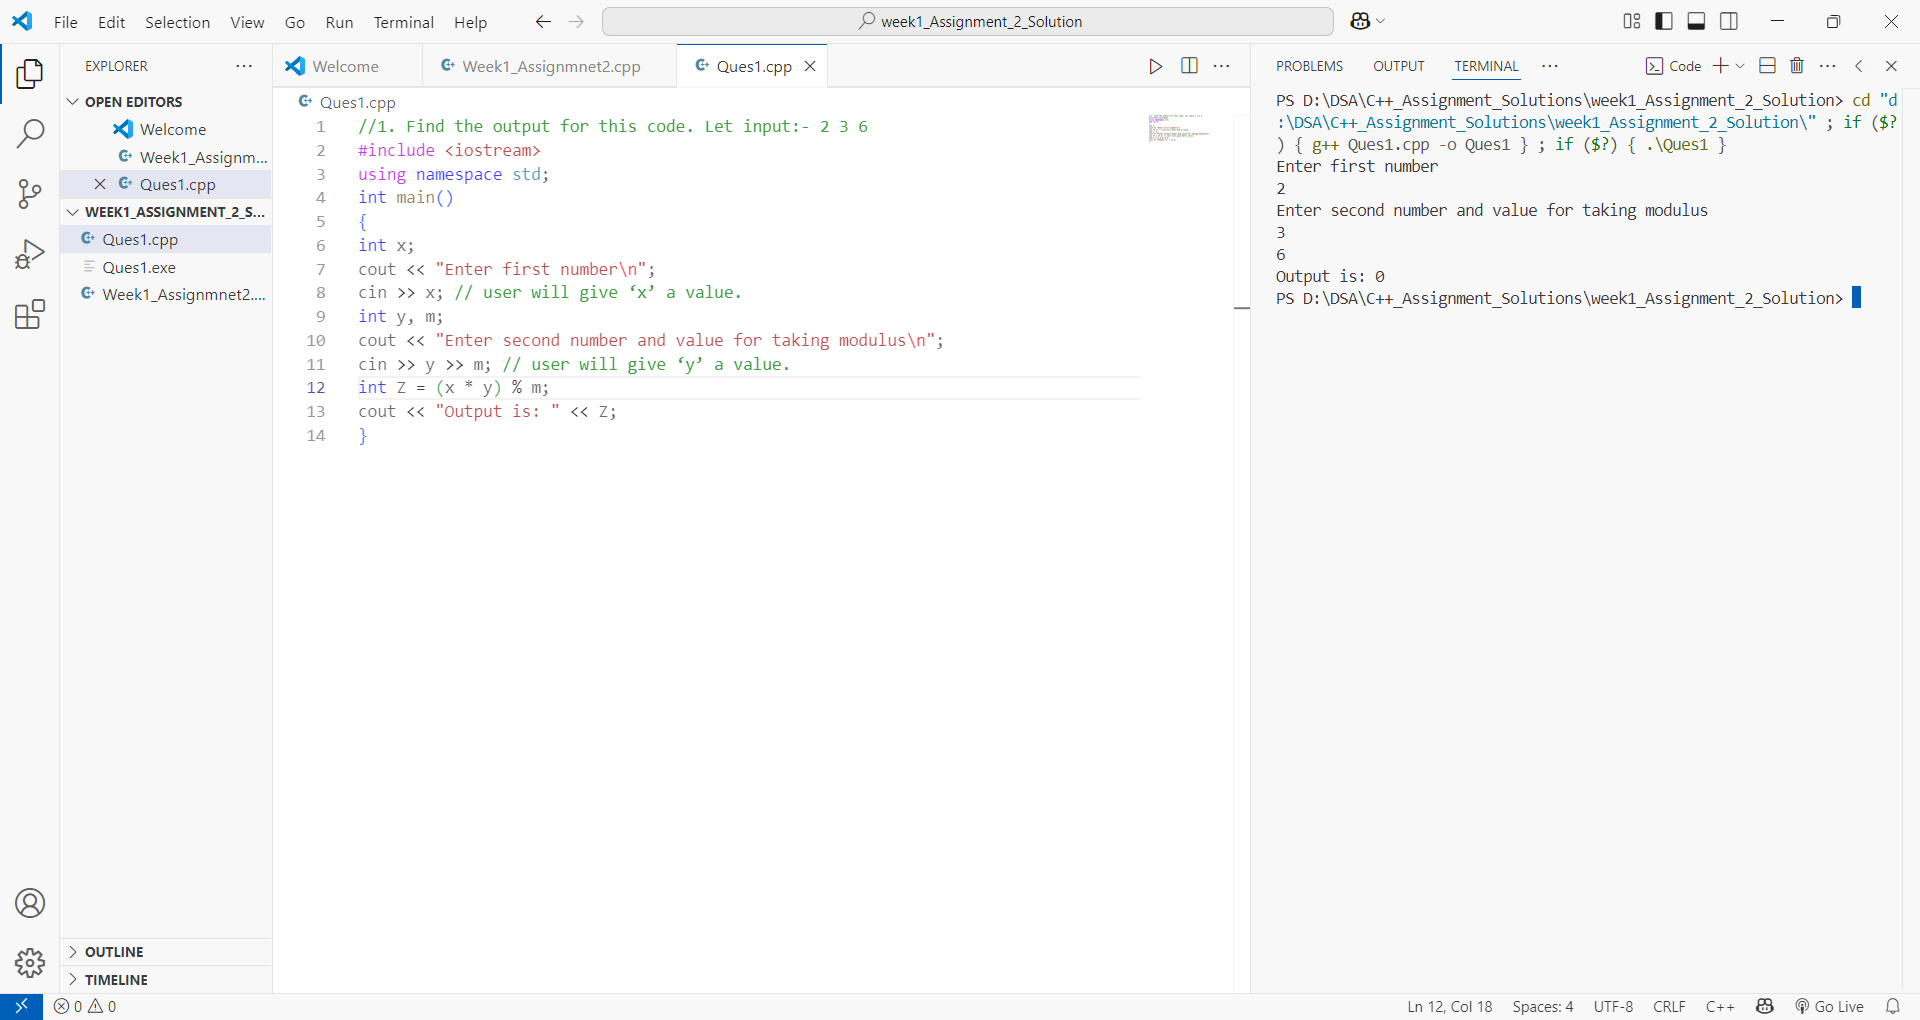 File Edit Selection View Go Run Terminal Help
week1_Assignment_2_Solution
EXPLORER
OPEN EDITORS
Welcome
Week1_Assignm...
Ques1.cpp
WEEK1_ASSIGNMENT_2_S...
Ques1.cpp
Ques1.exe
Week1_Assignmnet2....
OUTLINE
TIMELINE
Welcome
Week1_Assignmnet2.cpp
Ques1.cpp
Ques1.cpp
1 //1. Find the output for this code. Let input:- 2 3 6
2 #include <iostream>
3 using namespace std;
4 int main()
5 {
6 int x;
7 cout << "Enter first number\n";
8 cin >> x; // user will give ‘x’ a value.
9 int y, m;
10 cout << "Enter second number and value for taking modulus\n";
11 cin >> y >> m; // user will give ‘y’ a value.
12 int Z = (x * y) % m;
13 cout << "Output is: " << Z;
14 }
PROBLEMS OUTPUT TERMINAL
Code
PS D:\DSA\C++_Assignment_Solutions\week1_Assignment_2_Solution> cd "d
:\DSA\C++_Assignment_Solutions\week1_Assignment_2_Solution\" ; if ($?
) { g++ Ques1.cpp -o Ques1 } ; if ($?) { .\Ques1 }
Enter first number
2
Enter second number and value for taking modulus
3
6
Output is: 0
PS D:\DSA\C++_Assignment_Solutions\week1_Assignment_2_Solution>
0 0
Ln 12, Col 18 Spaces: 4 UTF-8 CRLF C++ Go Live